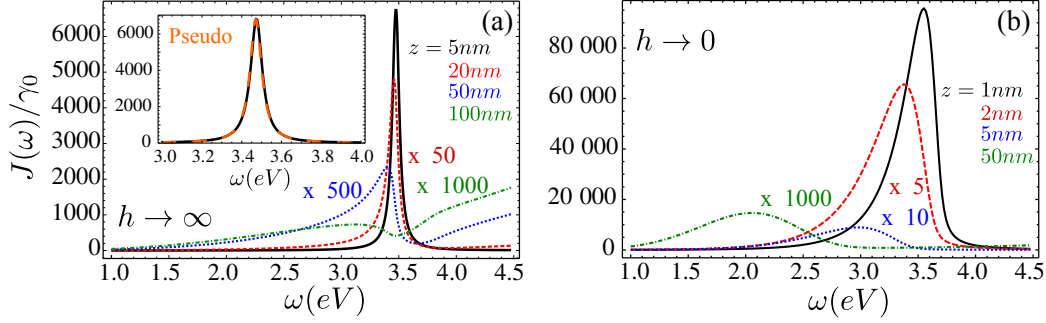 (a)
J(ω)/γ₀
6000
5000
4000
3000
2000
1000
0
Pseudo
6000
4000
2000
0
3.0 3.2 3.4 3.6 3.8 4.0
ω(eV)
z = 5nm
20nm
50nm
100nm
x 50
x 500
x 1000
h → ∞
1.0 1.5 2.0 2.5 3.0 3.5 4.0 4.5
ω(eV)
(b)
80 000
60 000
40 000
20 000
0
h → 0
z = 1nm
2nm
5nm
50nm
x 1000
x 5
x 10
1.0 1.5 2.0 2.5 3.0 3.5 4.0 4.5
ω(eV)